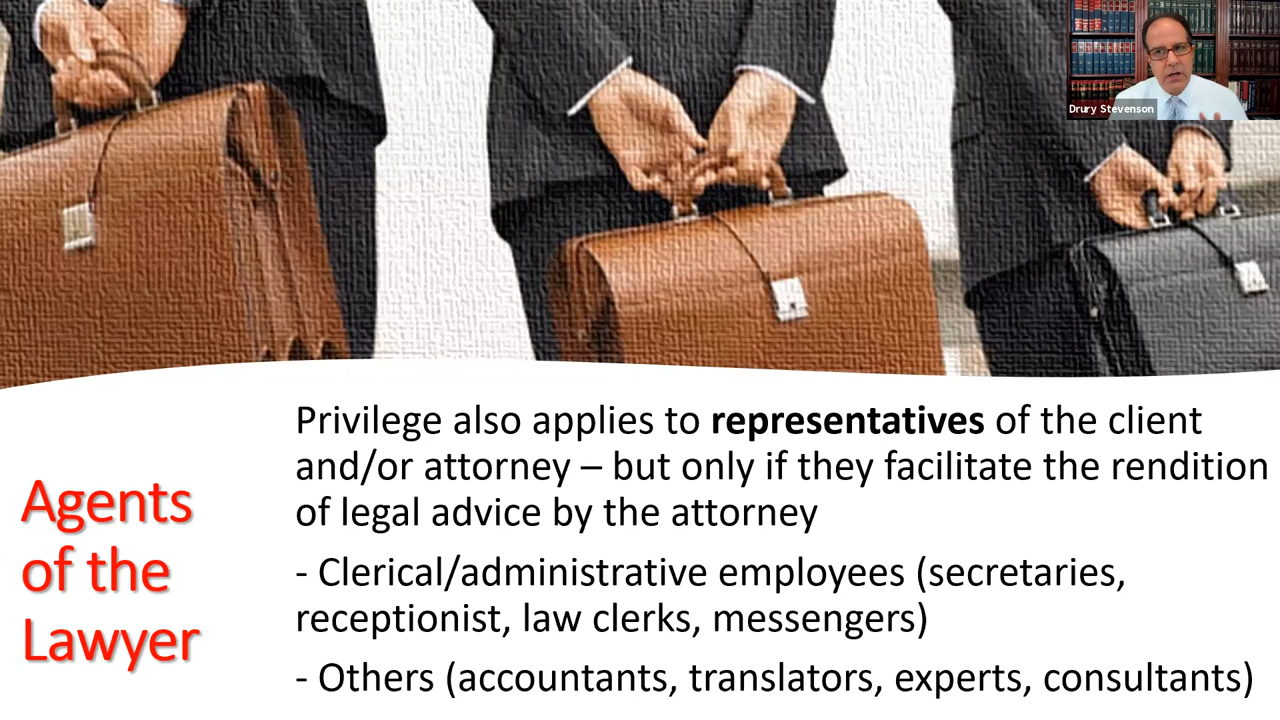 Drury Stevenson
Agents
of the
Lawyer
Privilege also applies to representatives of the client
and/or attorney – but only if they facilitate the rendition
of legal advice by the attorney
- Clerical/administrative employees (secretaries,
receptionist, law clerks, messengers)
- Others (accountants, translators, experts, consultants)